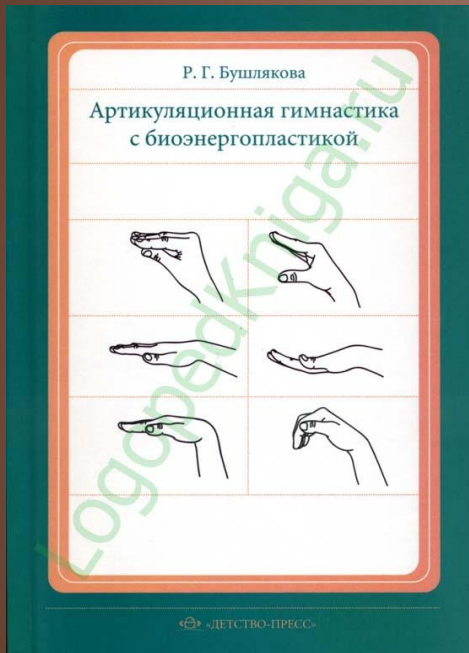 Р. Г. Бушлякова
Артикуляционная гимнастика
с биоэнергопластикой
LogopedKniga.ru
«ДЕТСТВО-ПРЕСС»